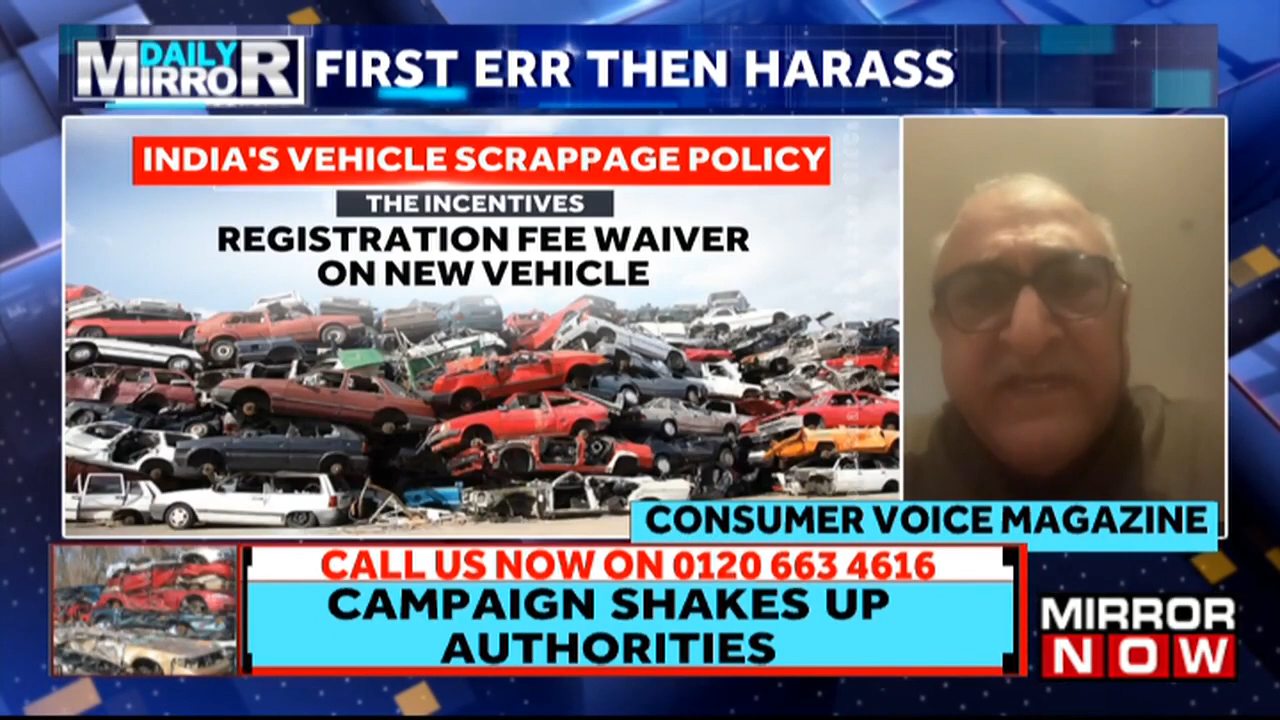 DAILY
MIRROR
FIRST ERR THEN HARASS
INDIA'S VEHICLE SCRAPPAGE POLICY
THE INCENTIVES
REGISTRATION FEE WAIVER
ON NEW VEHICLE
CONSUMER VOICE MAGAZINE
CALL US NOW ON 0120 663 4616
CAMPAIGN SHAKES UP
AUTHORITIES
MIRROR
NOW